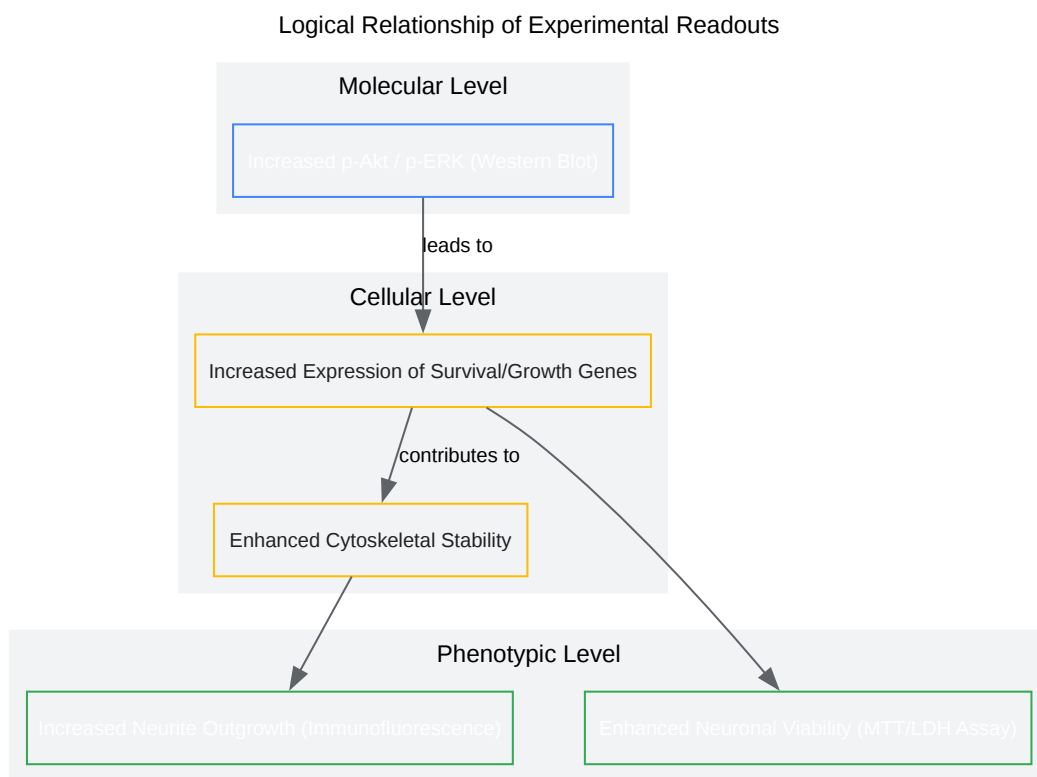 Logical Relationship of Experimental Readouts
Molecular Level
Increased p-Akt / p-ERK (Western Blot)
leads to
Cellular Level
Increased Expression of Survival/Growth Genes
contributes to
Enhanced Cytoskeletal Stability
Phenotypic Level
Increased Neurite Outgrowth (Immunofluorescence)
Enhanced Neuronal Viability (MTT/LDH Assay)